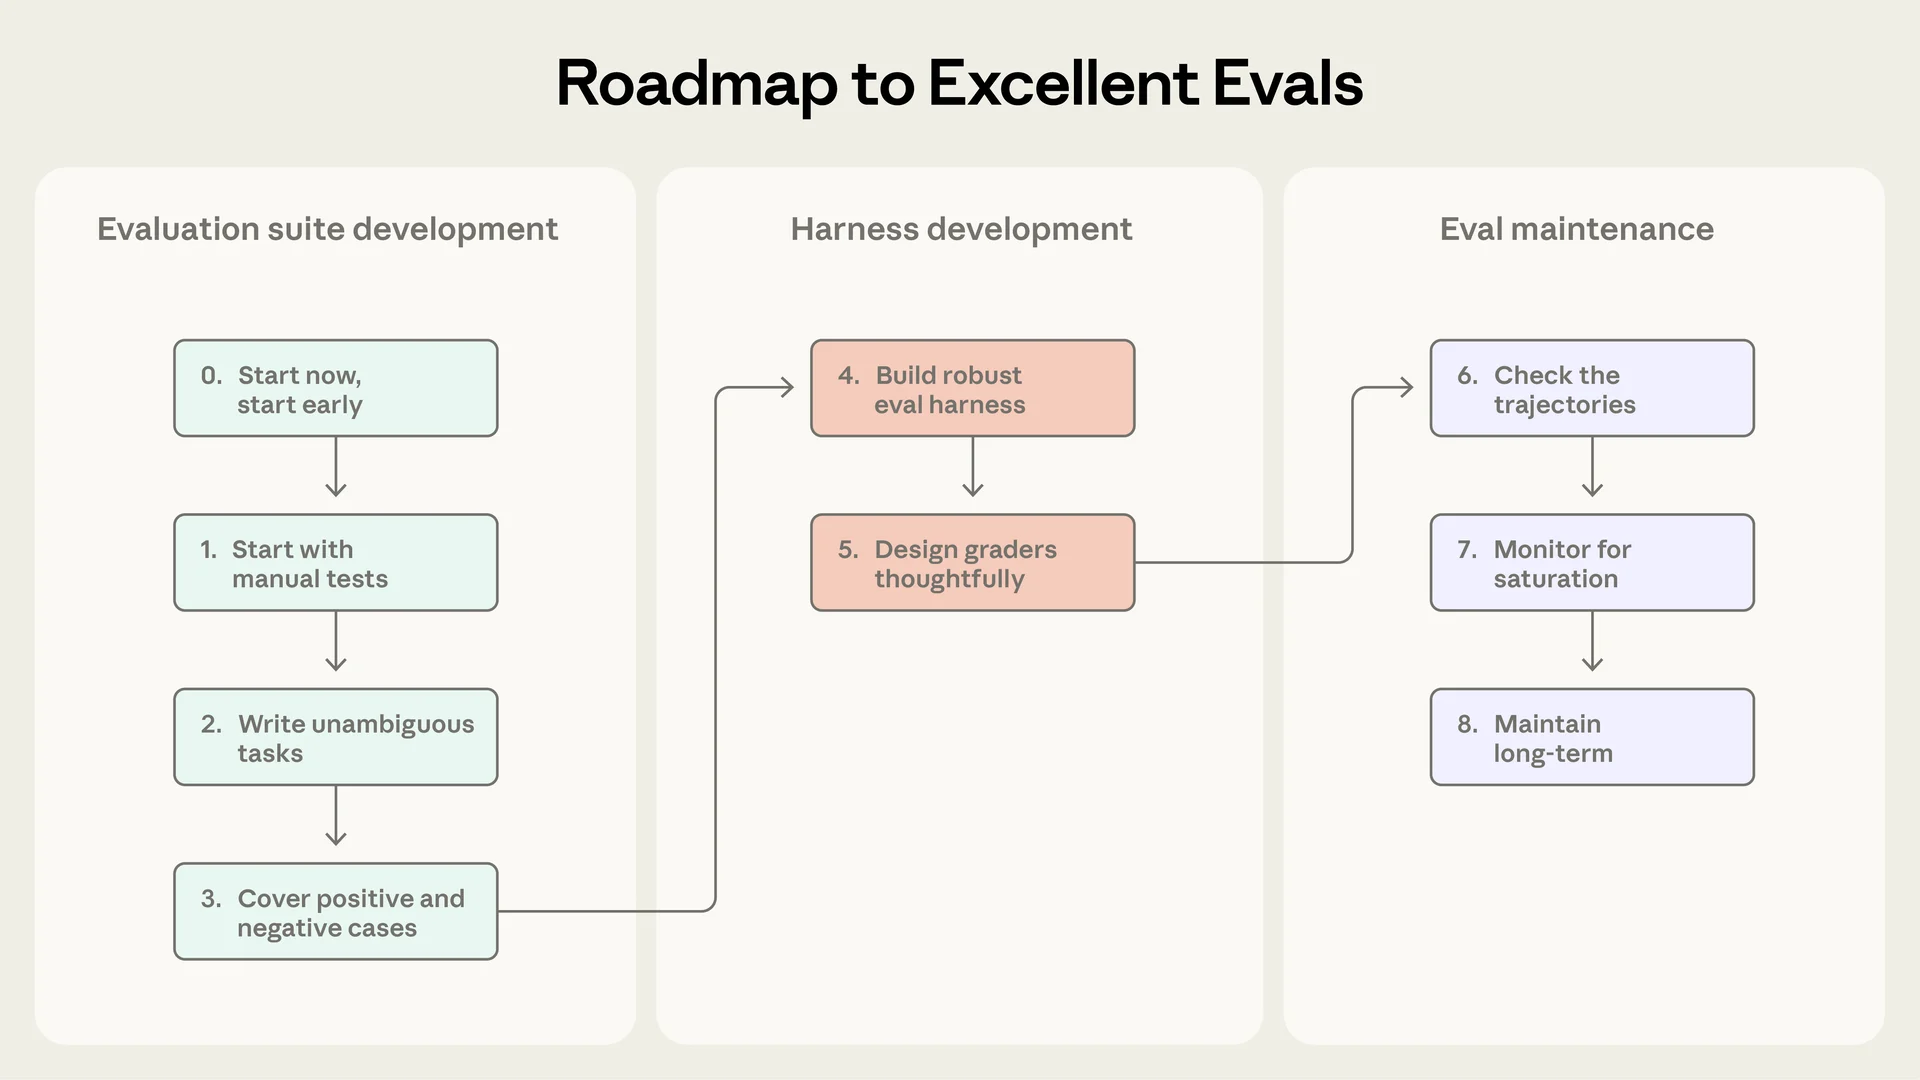 Roadmap to Excellent Evals
Evaluation suite development
0. Start now,
start early
1. Start with
manual tests
2. Write unambiguous
tasks
3. Cover positive and
negative cases
Harness development
4. Build robust
eval harness
5. Design graders
thoughtfully
Eval maintenance
6. Check the
trajectories
7. Monitor for
saturation
8. Maintain
long-term